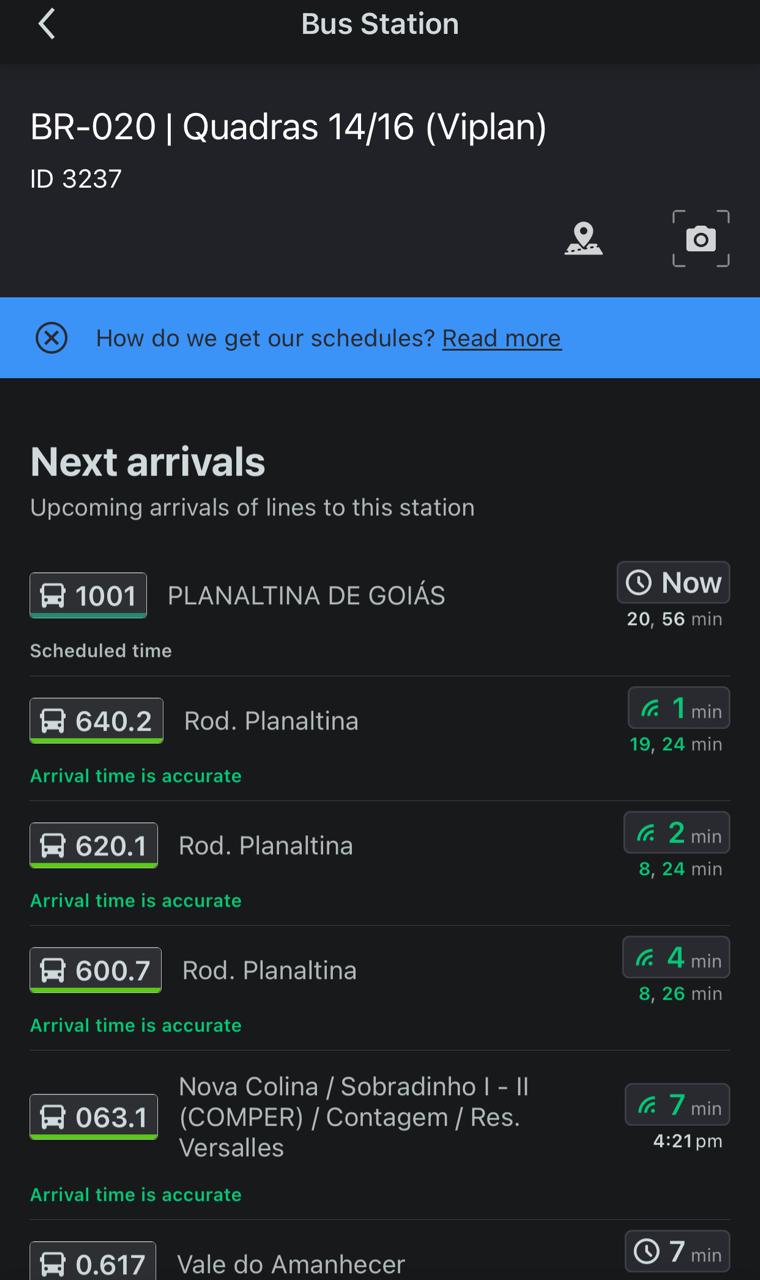 Bus Station
BR-020 | Quadras 14/16 (Viplan)
ID 3237
How do we get our schedules? Read more
Next arrivals
Upcoming arrivals of lines to this station
1001 PLANALTINA DE GOIÁS Now
20, 56 min
Scheduled time
640.2 Rod. Planaltina 1 min
19, 24 min
Arrival time is accurate
620.1 Rod. Planaltina 2 min
8, 24 min
Arrival time is accurate
600.7 Rod. Planaltina 4 min
8, 26 min
Arrival time is accurate
063.1 Nova Colina / Sobradinho I - II
(COMPER) / Contagem / Res.
Versalles
7 min
4:21 pm
Arrival time is accurate
0.617 Vale do Amanhecer 7 min